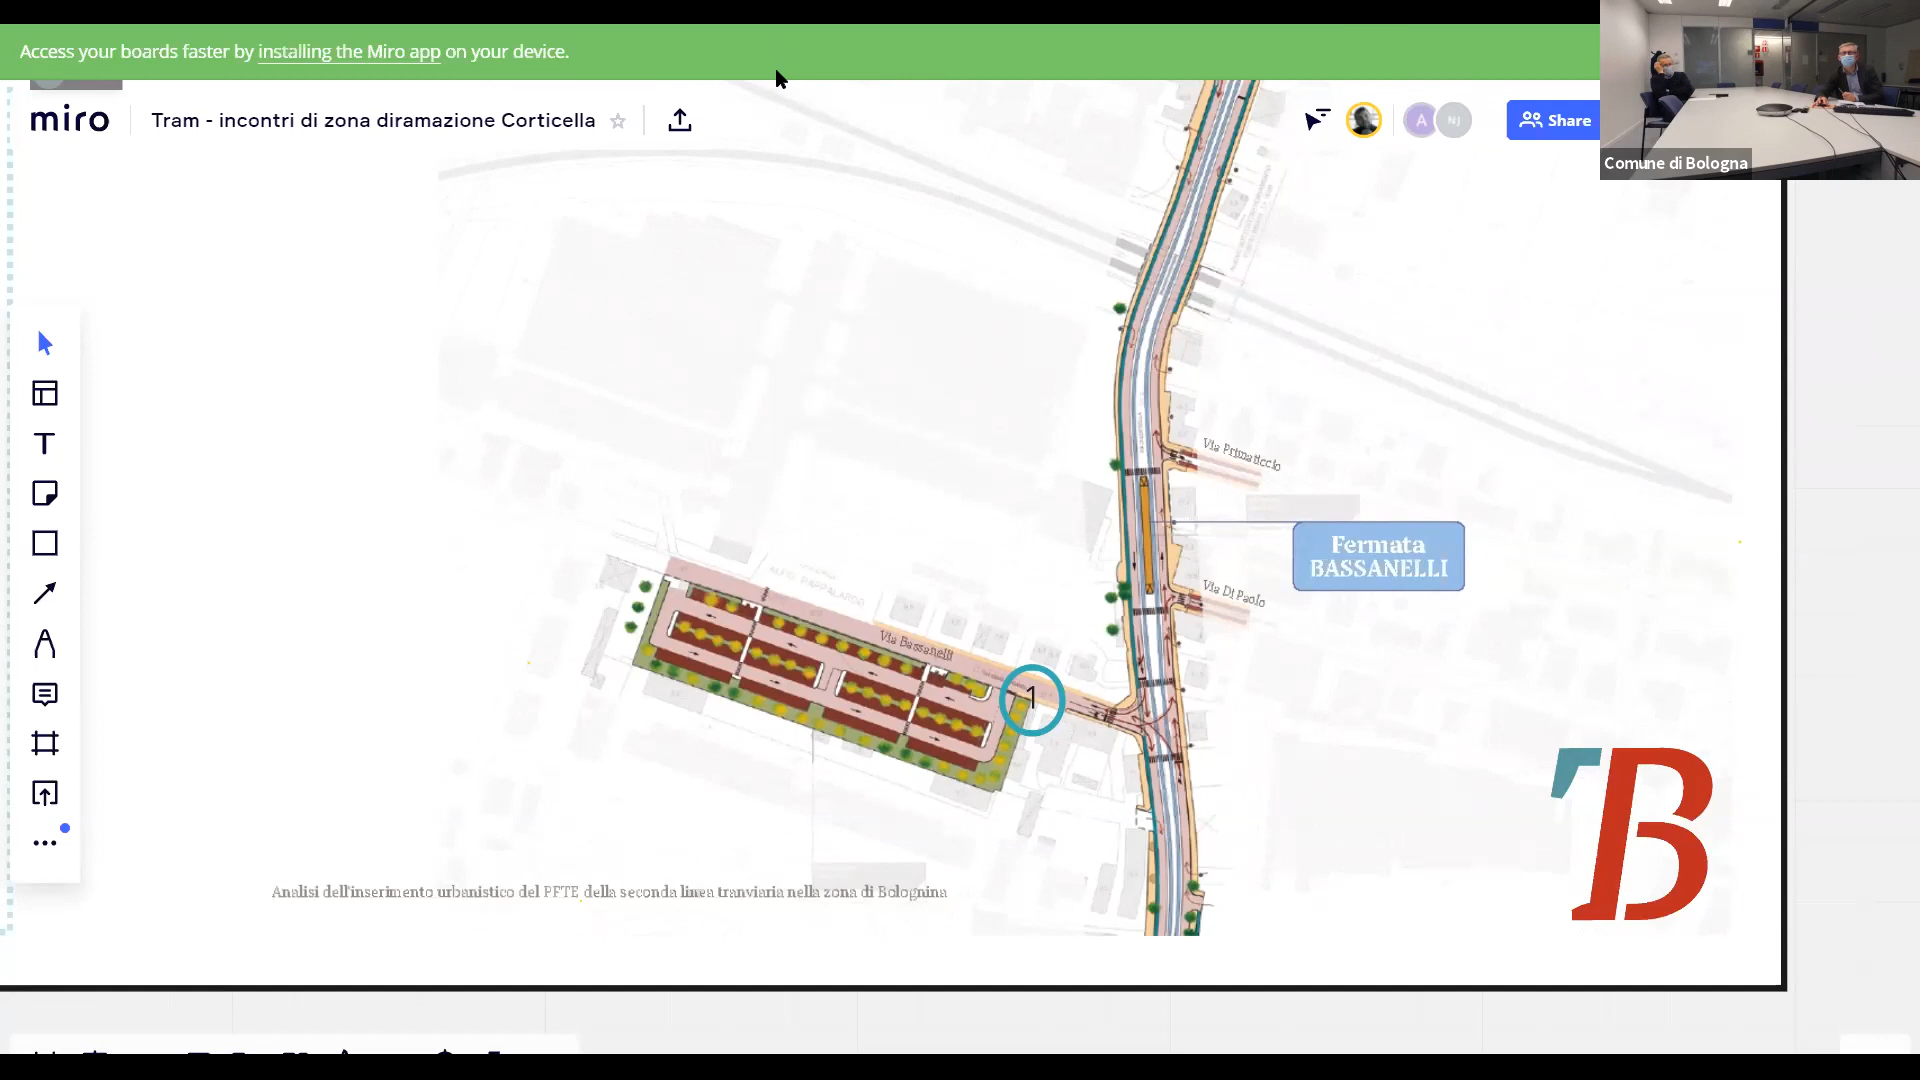 Access your boards faster by installing the Miro app on your device.
miro
Tram - incontri di zona diramazione Corticella
A
NJ
Share
Comune di Bologna
Via Primaticcio
Fermata
BASSANELLI
Via Di Paolo
Via Bassanelli
1
Analisi dell'inserimento urbanistico del PFTE della seconda linea tranviaria nella zona di Bolognina
B